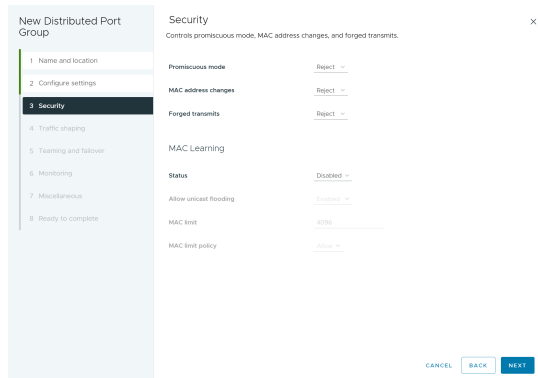 New Distributed Port
Group
1 Name and location
2 Configure settings
3 Security
4 Traffic shaping
5 Teaming and failover
6 Monitoring
7 Miscellaneous
8 Ready to complete
Security
Controls promiscuous mode, MAC address changes, and forged transmits.
Promiscuous mode Reject
MAC address changes Reject
Forged transmits Reject
MAC Learning
Status Disabled
Allow unicast flooding Enabled
MAC limit 4096
MAC limit policy Allow
CANCEL BACK NEXT